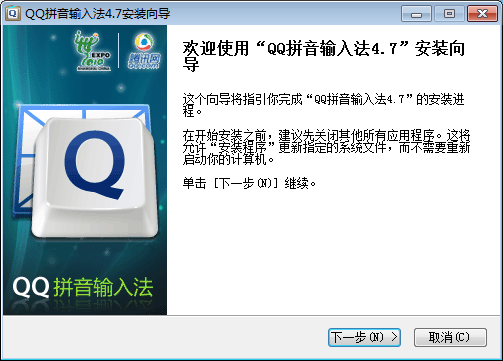 QQ拼音输入法4.7安装向导
EXPO
2010
SHANGHAI CHINA
腾讯网
QQ.COM
Q
QQ拼音输入法
欢迎使用“QQ拼音输入法4.7”安装向
导
这个向导将指引你完成“QQ拼音输入法4.7”的安装进
程。
在开始安装之前，建议先关闭其他所有应用程序。这将
允许“安装程序”更新指定的系统文件，而不需要重新
启动你的计算机。
单击 [下一步(N)] 继续。
下一步(N) >
取消(C)